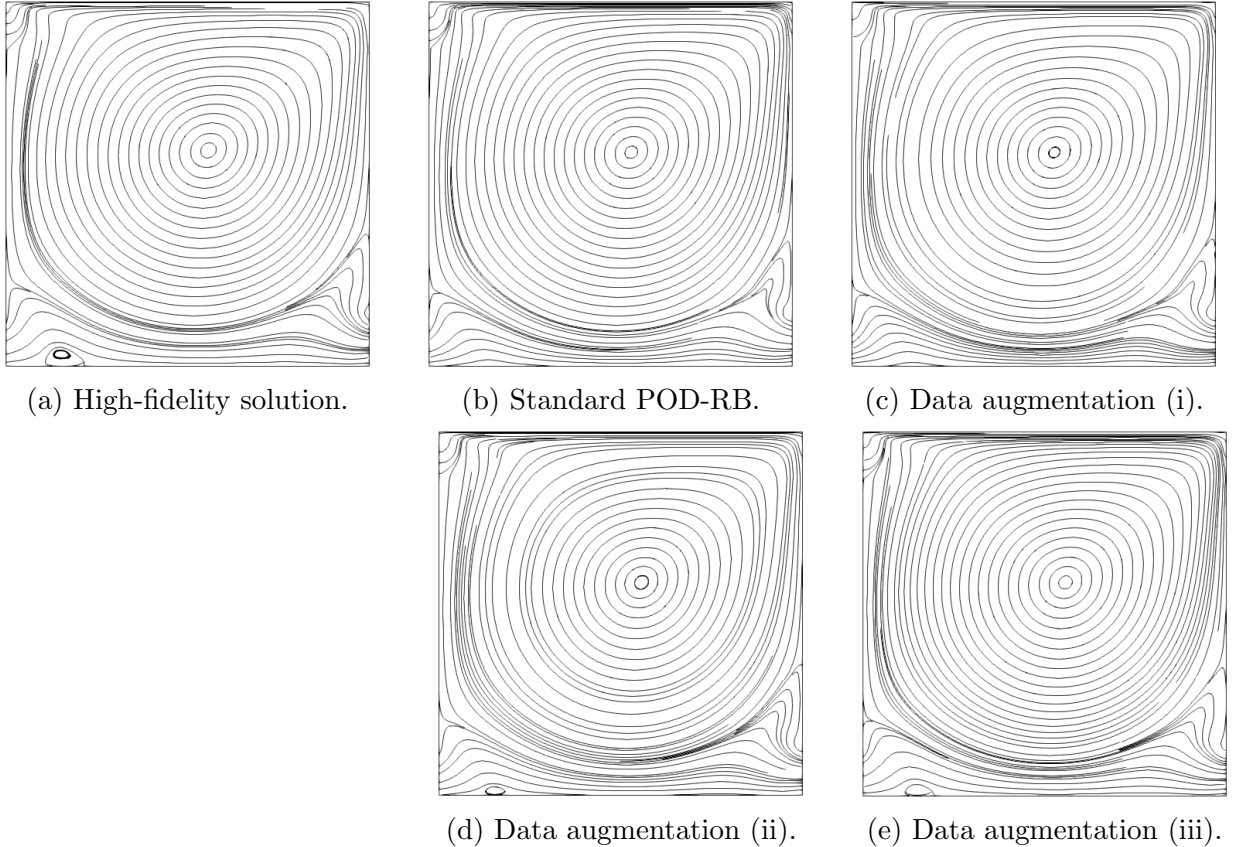 (a) High-fidelity solution.
(b) Standard POD-RB.
(c) Data augmentation (i).
(d) Data augmentation (ii).
(e) Data augmentation (iii).